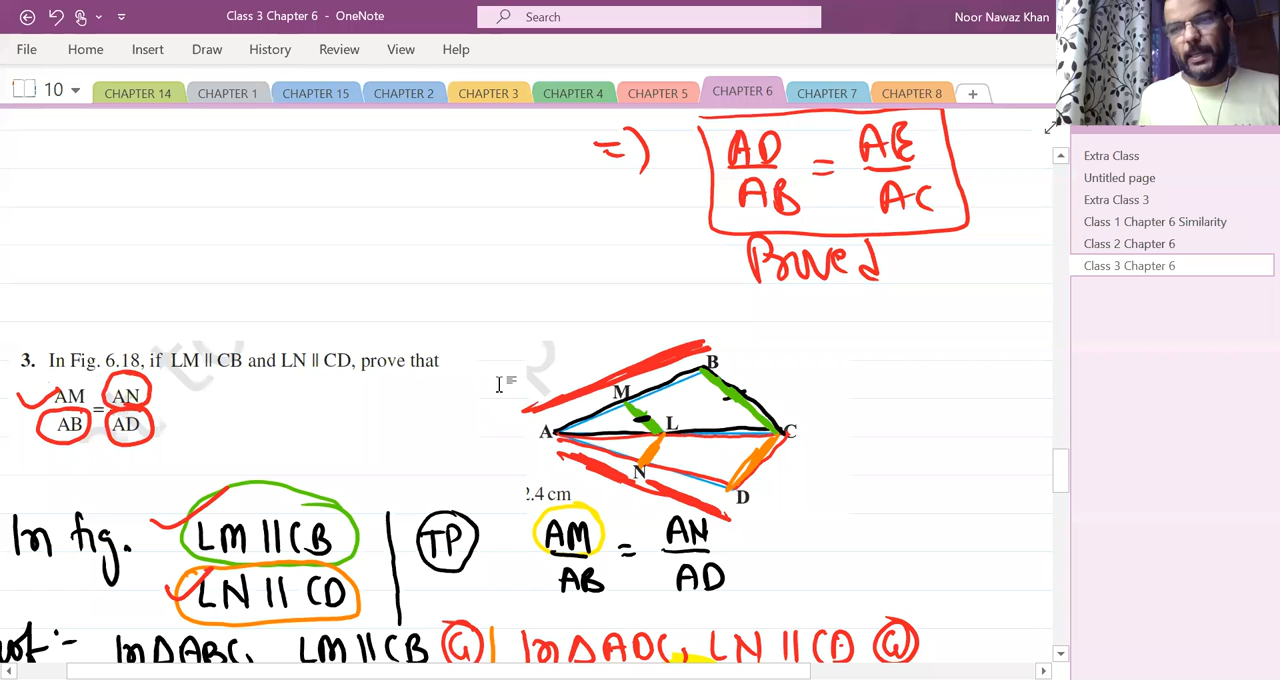 Class 3 Chapter 6 - OneNote
Search
Noor Nawaz Khan
File Home Insert Draw History Review View Help
10 CHAPTER 14 CHAPTER 1 CHAPTER 15 CHAPTER 2 CHAPTER 3 CHAPTER 4 CHAPTER 5 CHAPTER 6 CHAPTER 7 CHAPTER 8 +
Extra Class
Untitled page
Extra Class 3
Class 1 Chapter 6 Similarity
Class 2 Chapter 6
Class 3 Chapter 6
=) AD/AB = AE/AC
Proved
3. In Fig. 6.18, if LM || CB and LN || CD, prove that
AM/AB = AN/AD
B
M
A L C
N
D
2.4 cm
In fig. LM || CB
LN || CD
TP AM/AB = AN/AD
In ΔABC, LM || CB (G) | In ΔADC, LN || CD (G)